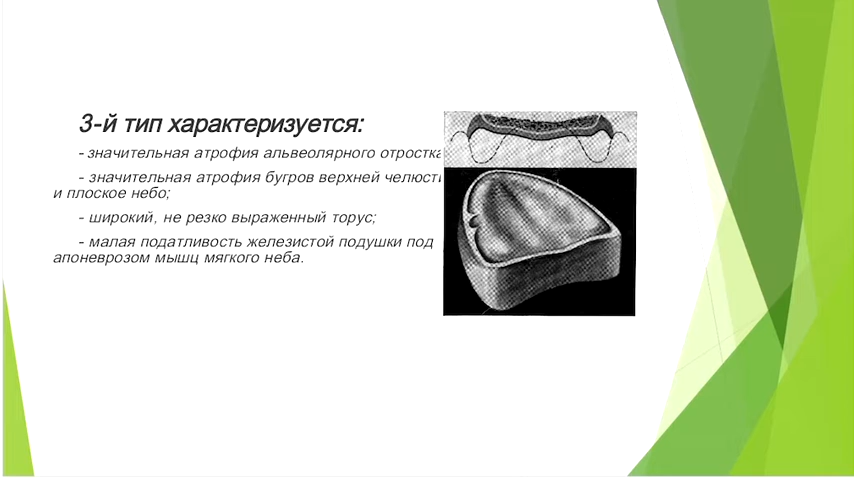 3-й тип характеризуется:
- значительная атрофия альвеолярного отростка
- значительная атрофия бугров верхней челюст
и плоское небо;
- широкий, не резко выраженный торус;
- малая податливость железистой подушки под
апоневрозом мышц мягкого неба.